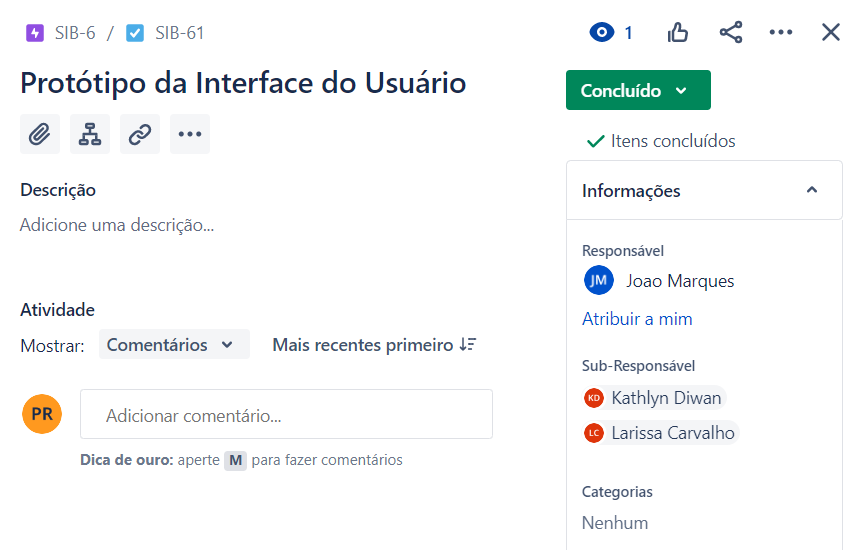 SIB-6 / SIB-61
1
Protótipo da Interface do Usuário
Concluído
Itens concluídos
Descrição
Adicione uma descrição...
Atividade
Mostrar: Comentários Mais recentes primeiro
PR Adicionar comentário...
Dica de ouro: aperte M para fazer comentários
Informações
Responsável
JM Joao Marques
Atribuir a mim
Sub-Responsável
KD Kathlyn Diwan
LC Larissa Carvalho
Categorias
Nenhum